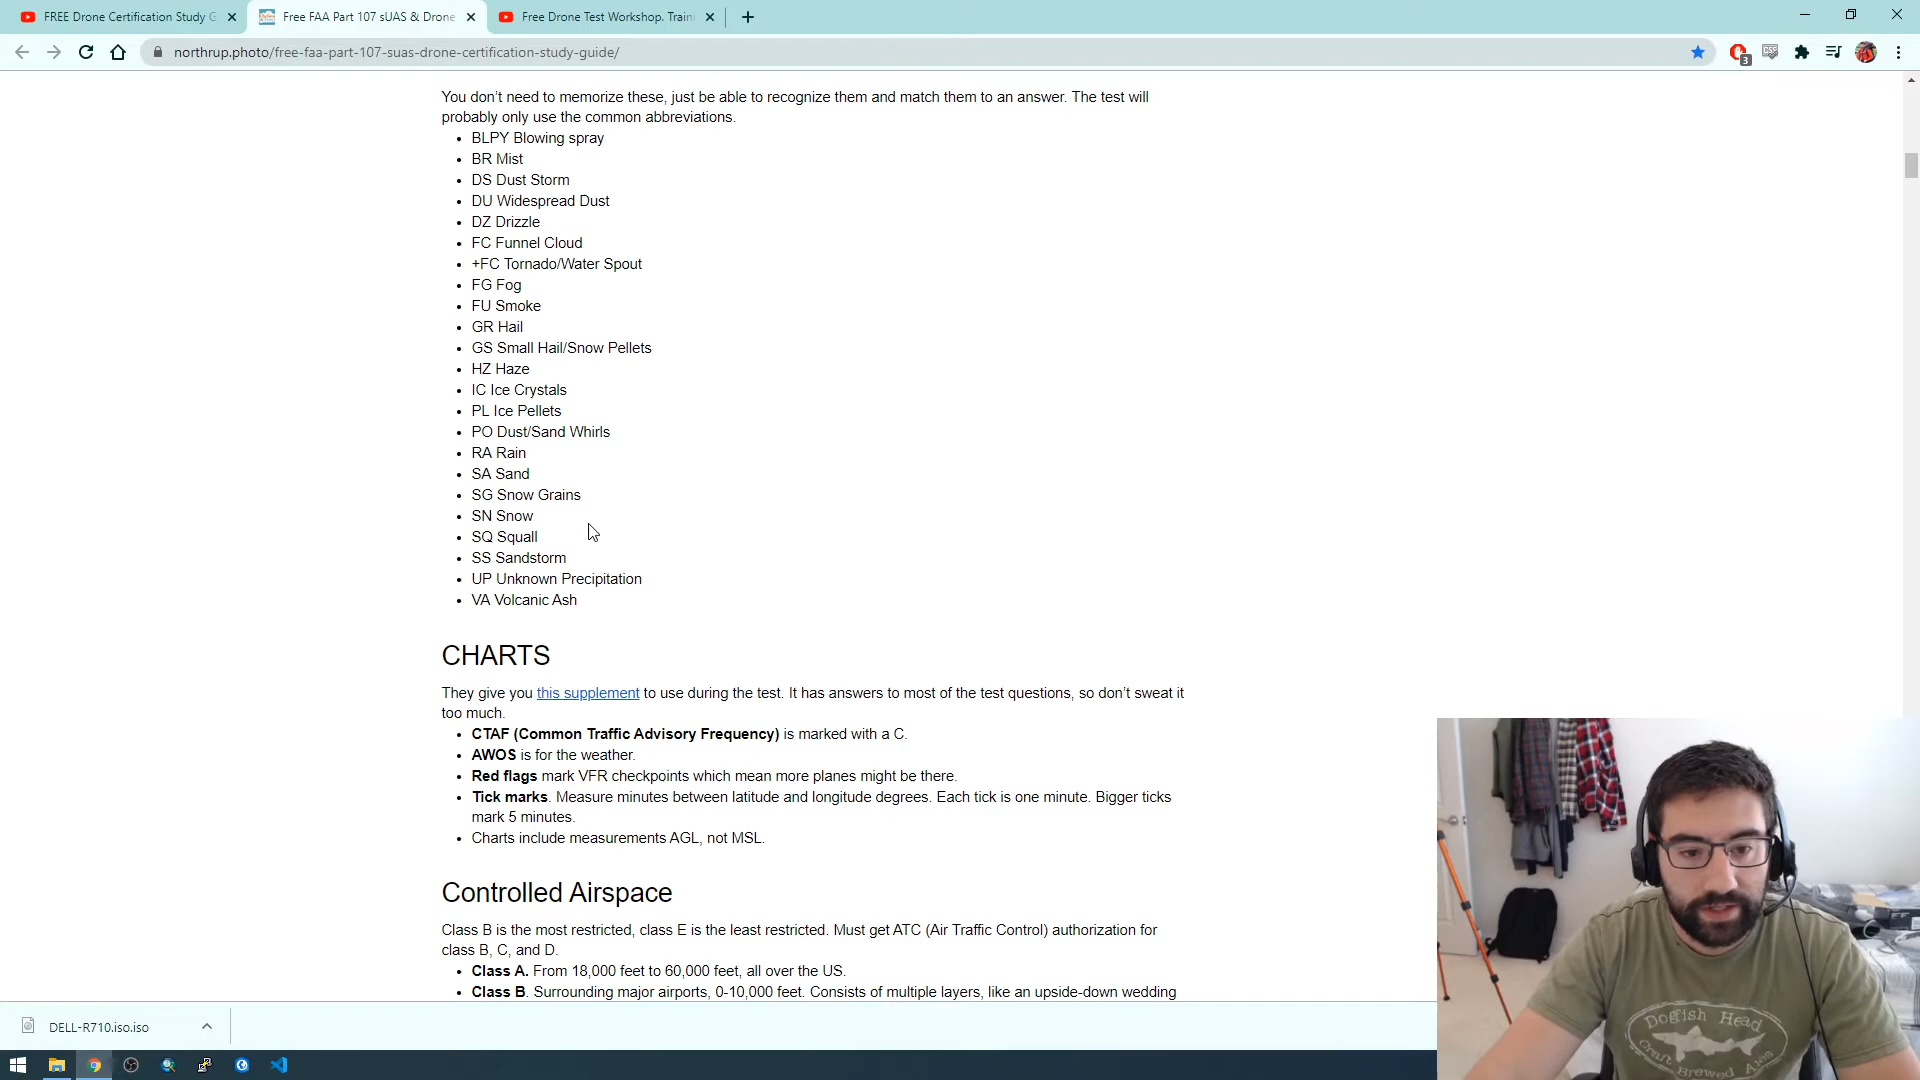 FREE Drone Certification Study G
Free FAA Part 107 sUAS & Drone
Free Drone Test Workshop. Traini
northrup.photo/free-faa-part-107-suas-drone-certification-study-guide/
3
You don't need to memorize these, just be able to recognize them and match them to an answer. The test will
probably only use the common abbreviations.
• BLPY Blowing spray
• BR Mist
• DS Dust Storm
• DU Widespread Dust
• DZ Drizzle
• FC Funnel Cloud
• +FC Tornado/Water Spout
• FG Fog
• FU Smoke
• GR Hail
• GS Small Hail/Snow Pellets
• HZ Haze
• IC Ice Crystals
• PL Ice Pellets
• PO Dust/Sand Whirls
• RA Rain
• SA Sand
• SG Snow Grains
• SN Snow
• SQ Squall
• SS Sandstorm
• UP Unknown Precipitation
• VA Volcanic Ash
CHARTS
They give you this supplement to use during the test. It has answers to most of the test questions, so don't sweat it
too much.
• CTAF (Common Traffic Advisory Frequency) is marked with a C.
• AWOS is for the weather.
• Red flags mark VFR checkpoints which mean more planes might be there.
• Tick marks. Measure minutes between latitude and longitude degrees. Each tick is one minute. Bigger ticks
mark 5 minutes.
• Charts include measurements AGL, not MSL.
Controlled Airspace
Class B is the most restricted, class E is the least restricted. Must get ATC (Air Traffic Control) authorization for
class B, C, and D.
• Class A. From 18,000 feet to 60,000 feet, all over the US.
• Class B. Surrounding major airports, 0-10,000 feet. Consists of multiple layers, like an upside-down wedding
DELL-R710.iso.iso
Dogfish Head
Craft Brewed Ales